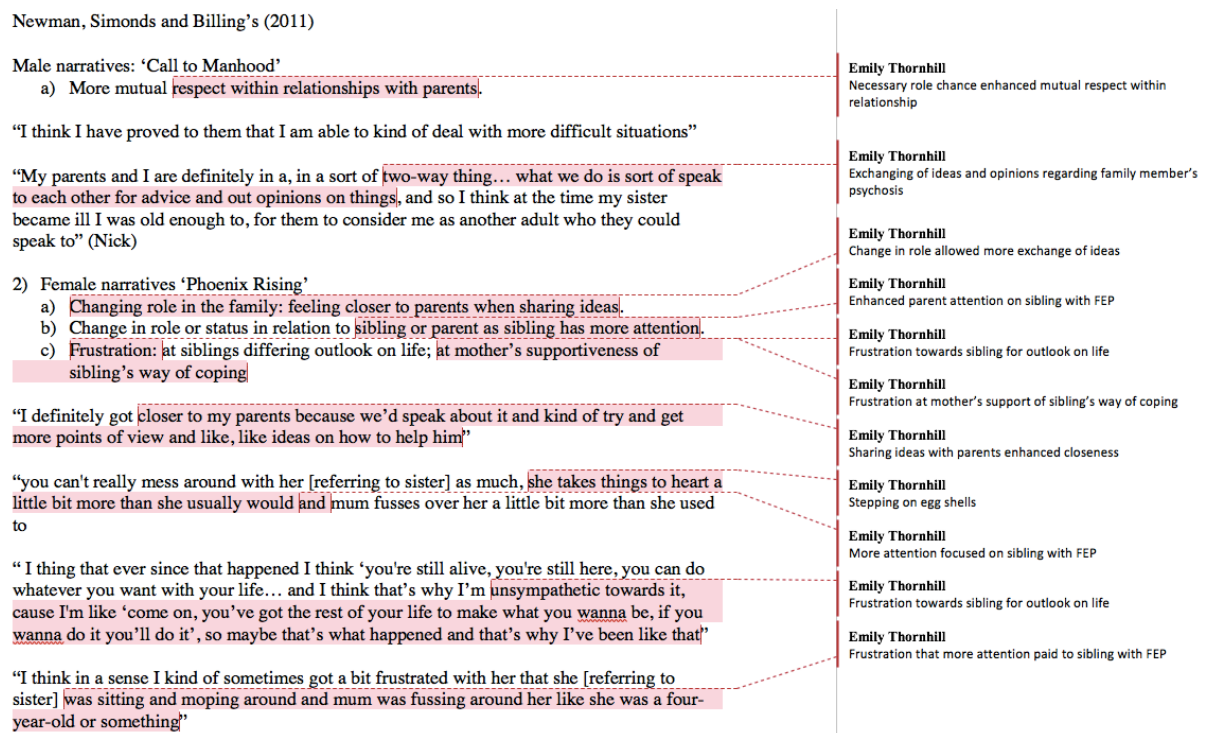 Newman, Simonds and Billing's (2011)
Male narratives: 'Call to Manhood'
a) More mutual respect within relationships with parents.
"I think I have proved to them that I am able to kind of deal with more difficult situations"
"My parents and I are definitely in a, in a sort of two-way thing… what we do is sort of speak
to each other for advice and out opinions on things, and so I think at the time my sister
became ill I was old enough to, for them to consider me as another adult who they could
speak to" (Nick)
2) Female narratives 'Phoenix Rising'
a) Changing role in the family: feeling closer to parents when sharing ideas.
b) Change in role or status in relation to sibling or parent as sibling has more attention.
c) Frustration: at siblings differing outlook on life; at mother's supportiveness of
sibling's way of coping
"I definitely got closer to my parents because we'd speak about it and kind of try and get
more points of view and like, like ideas on how to help him"
"you can't really mess around with her [referring to sister] as much, she takes things to heart a
little bit more than she usually would and mum fusses over her a little bit more than she used
to
" I thing that ever since that happened I think 'you're still alive, you're still here, you can do
whatever you want with your life… and I think that's why I'm unsympathetic towards it,
cause I'm like 'come on, you've got the rest of your life to make what you wanna be, if you
wanna do it you'll do it', so maybe that's what happened and that's why I've been like that"
"I think in a sense I kind of sometimes got a bit frustrated with her that she [referring to
sister] was sitting and moping around and mum was fussing around her like she was a four-
year-old or something"
Emily Thornhill
Necessary role chance enhanced mutual respect within
relationship
Emily Thornhill
Exchanging of ideas and opinions regarding family member's
psychosis
Emily Thornhill
Change in role allowed more exchange of ideas
Emily Thornhill
Enhanced parent attention on sibling with FEP
Emily Thornhill
Frustration towards sibling for outlook on life
Emily Thornhill
Frustration at mother's support of sibling's way of coping
Emily Thornhill
Sharing ideas with parents enhanced closeness
Emily Thornhill
Stepping on egg shells
Emily Thornhill
More attention focused on sibling with FEP
Emily Thornhill
Frustration towards sibling for outlook on life
Emily Thornhill
Frustration that more attention paid to sibling with FEP